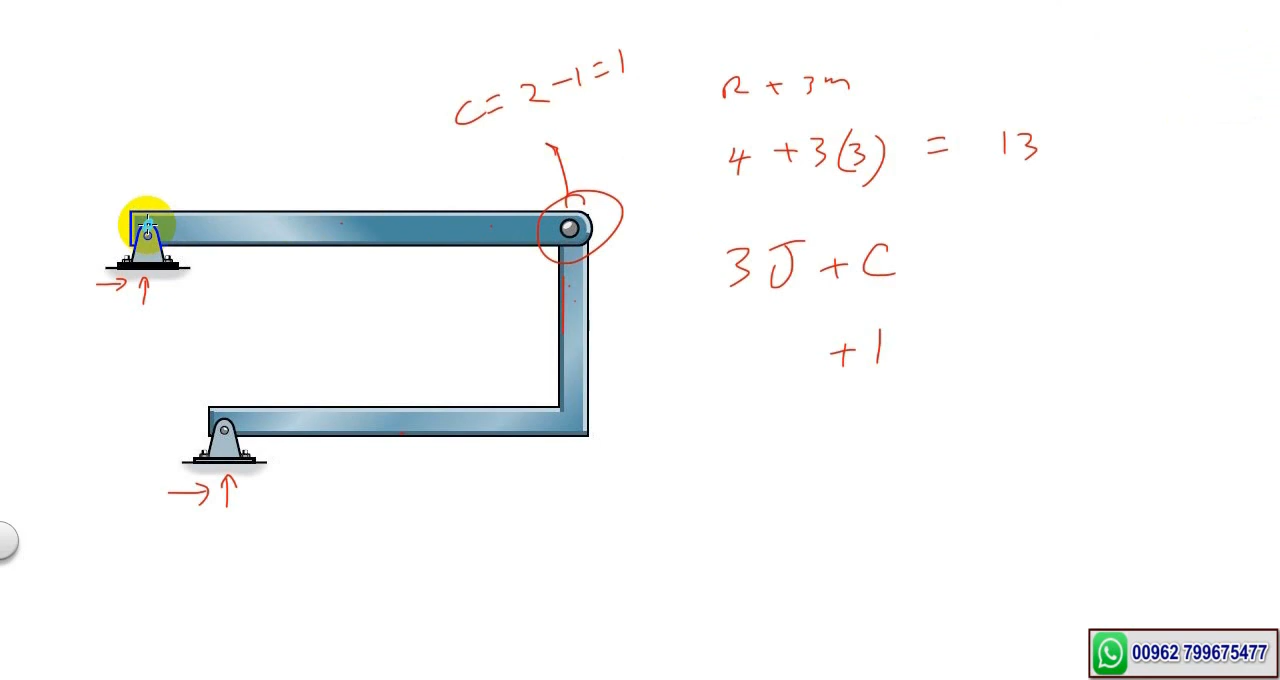 C = 2 - 1 = 1
R + 3m
4 + 3(3) = 13
3J + C
+ 1
00962 799675477